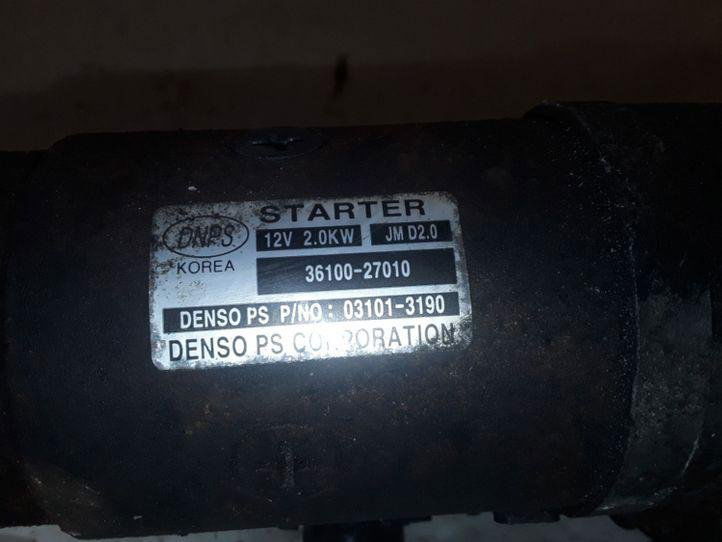 STARTER
DNPS
12V 2.0KW JM D2.0
KOREA
36100-27010
DENSO PS P/NO : 03101-3190
DENSO PS CORPORATION